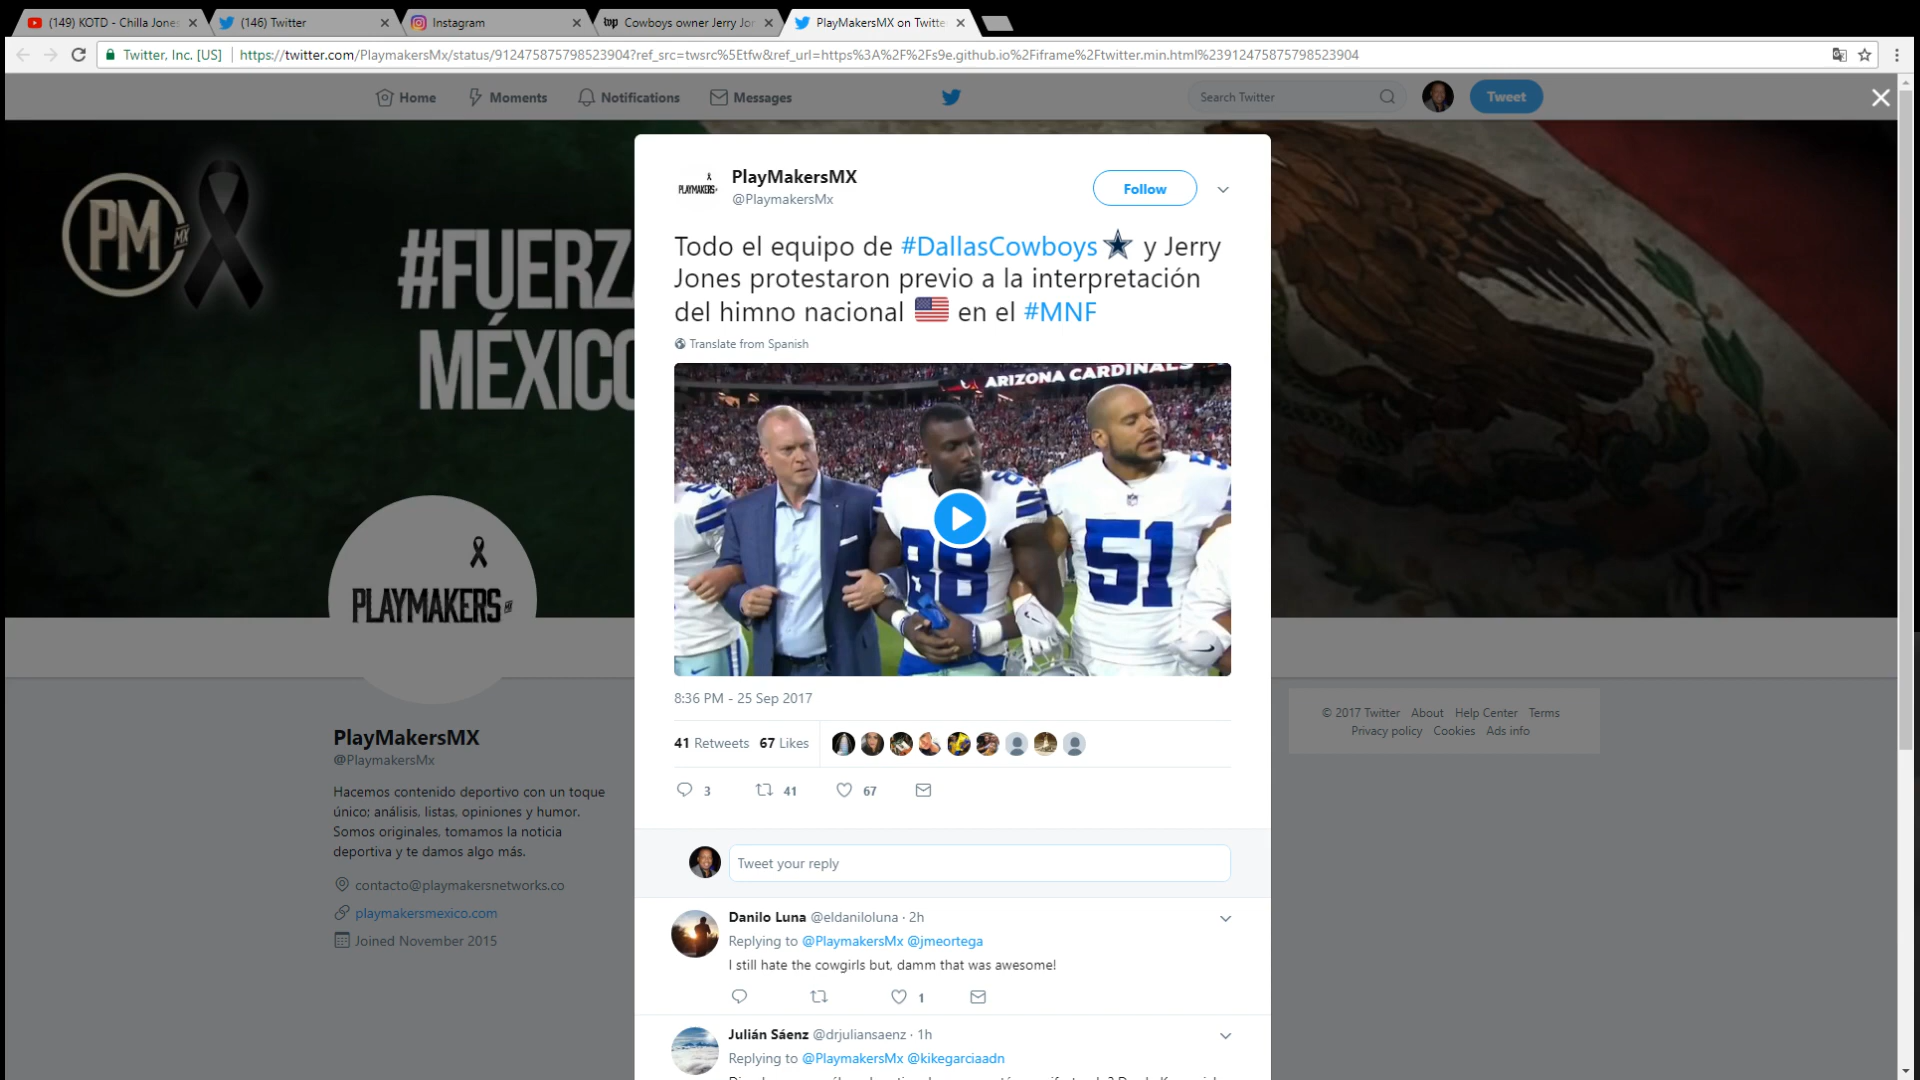 (149) KOTD - Chilla Jones
(146) Twitter
Instagram
Cowboys owner Jerry Jor
PlayMakersMX on Twitte
Twitter, Inc. [US]
https://twitter.com/PlaymakersMx/status/912475875798523904?ref_src=twsrc%5Etfw&ref_url=https%3A%2F%2Fs9e.github.io%2Fiframe%2Ftwitter.min.html%23912475875798523904
Home
Moments
Notifications
Messages
Search Twitter
Tweet
PM
MX
#FUERZ
MÉXICO
PLAYMAKERS
PlayMakersMX
@PlaymakersMx
Hacemos contenido deportivo con un toque
único; análisis, listas, opiniones y humor.
Somos originales, tomamos la noticia
deportiva y te damos algo más.
contacto@playmakersnetworks.co
playmakersmexico.com
Joined November 2015
PLAYMAKERS
PlayMakersMX
@PlaymakersMx
Follow
Todo el equipo de #DallasCowboys y Jerry
Jones protestaron previo a la interpretación
del himno nacional en el #MNF
Translate from Spanish
ARIZONA CARDINALS
88
51
8:36 PM - 25 Sep 2017
41 Retweets 67 Likes
3 41 67
Tweet your reply
Danilo Luna @eldaniloluna · 2h
Replying to @PlaymakersMx @jmeortega
I still hate the cowgirls but, damm that was awesome!
1
Julián Sáenz @drjuliansaenz · 1h
Replying to @PlaymakersMx @kikegarciaadn
© 2017 Twitter About Help Center Terms
Privacy policy Cookies Ads info